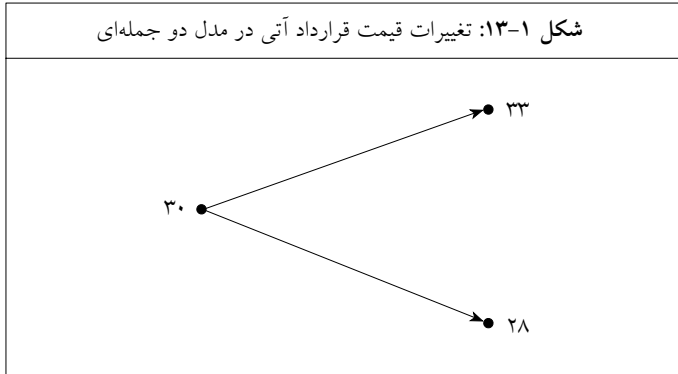 شکل ۱-۱۳: تغییرات قیمت قرارداد آتی در مدل دو جمله‌ای
۳۳
۳۰
۲۸